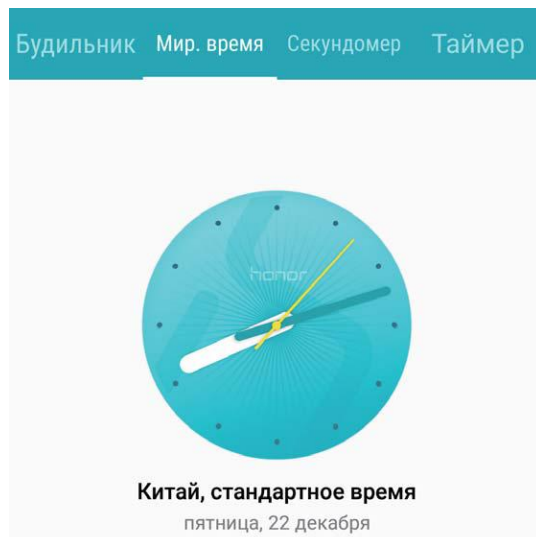 Будильник Мир. время Секундомер Таймер
honor
Китай, стандартное время
пятница, 22 декабря